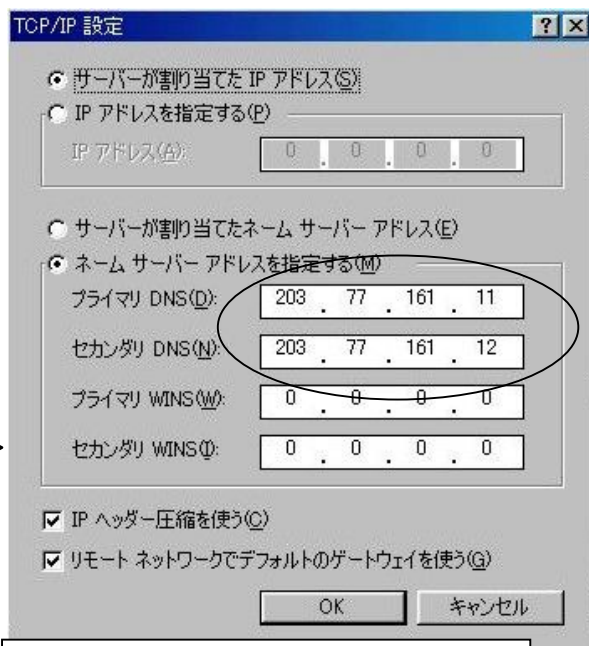 TCP/IP 設定
サーバーが割り当てた IP アドレス(S)
IP アドレスを指定する(P)
IP アドレス(A): 0 . 0 . 0 . 0
サーバーが割り当てたネーム サーバー アドレス(E)
ネーム サーバー アドレスを指定する(M)
プライマリ DNS(D): 203 . 77 . 161 . 11
セカンダリ DNS(N): 203 . 77 . 161 . 12
プライマリ WINS(W): 0 . 0 . 0 . 0
セカンダリ WINS(I): 0 . 0 . 0 . 0
IP ヘッダー圧縮を使う(C)
リモート ネットワークでデフォルトのゲートウェイを使う(G)
OK キャンセル